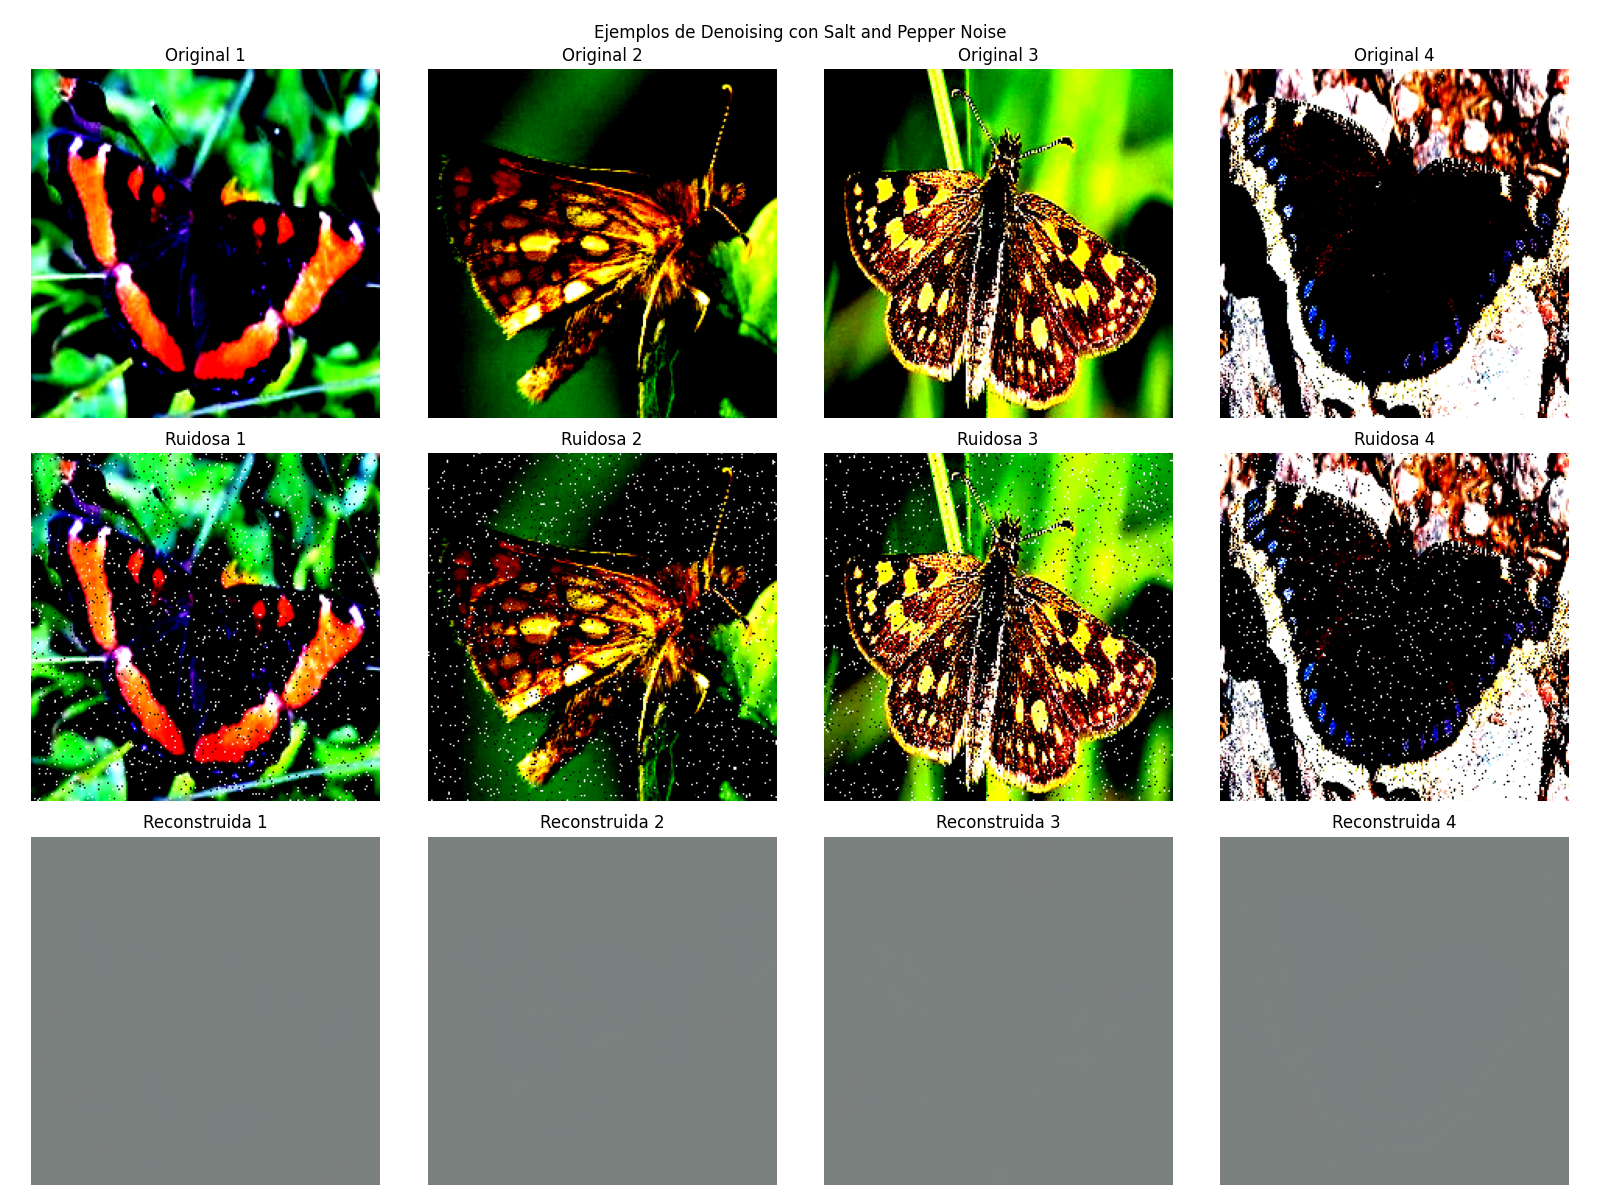 Ejemplos de Denoising con Salt and Pepper Noise
Original 1
Original 2
Original 3
Original 4
Ruidosa 1
Ruidosa 2
Ruidosa 3
Ruidosa 4
Reconstruida 1
Reconstruida 2
Reconstruida 3
Reconstruida 4